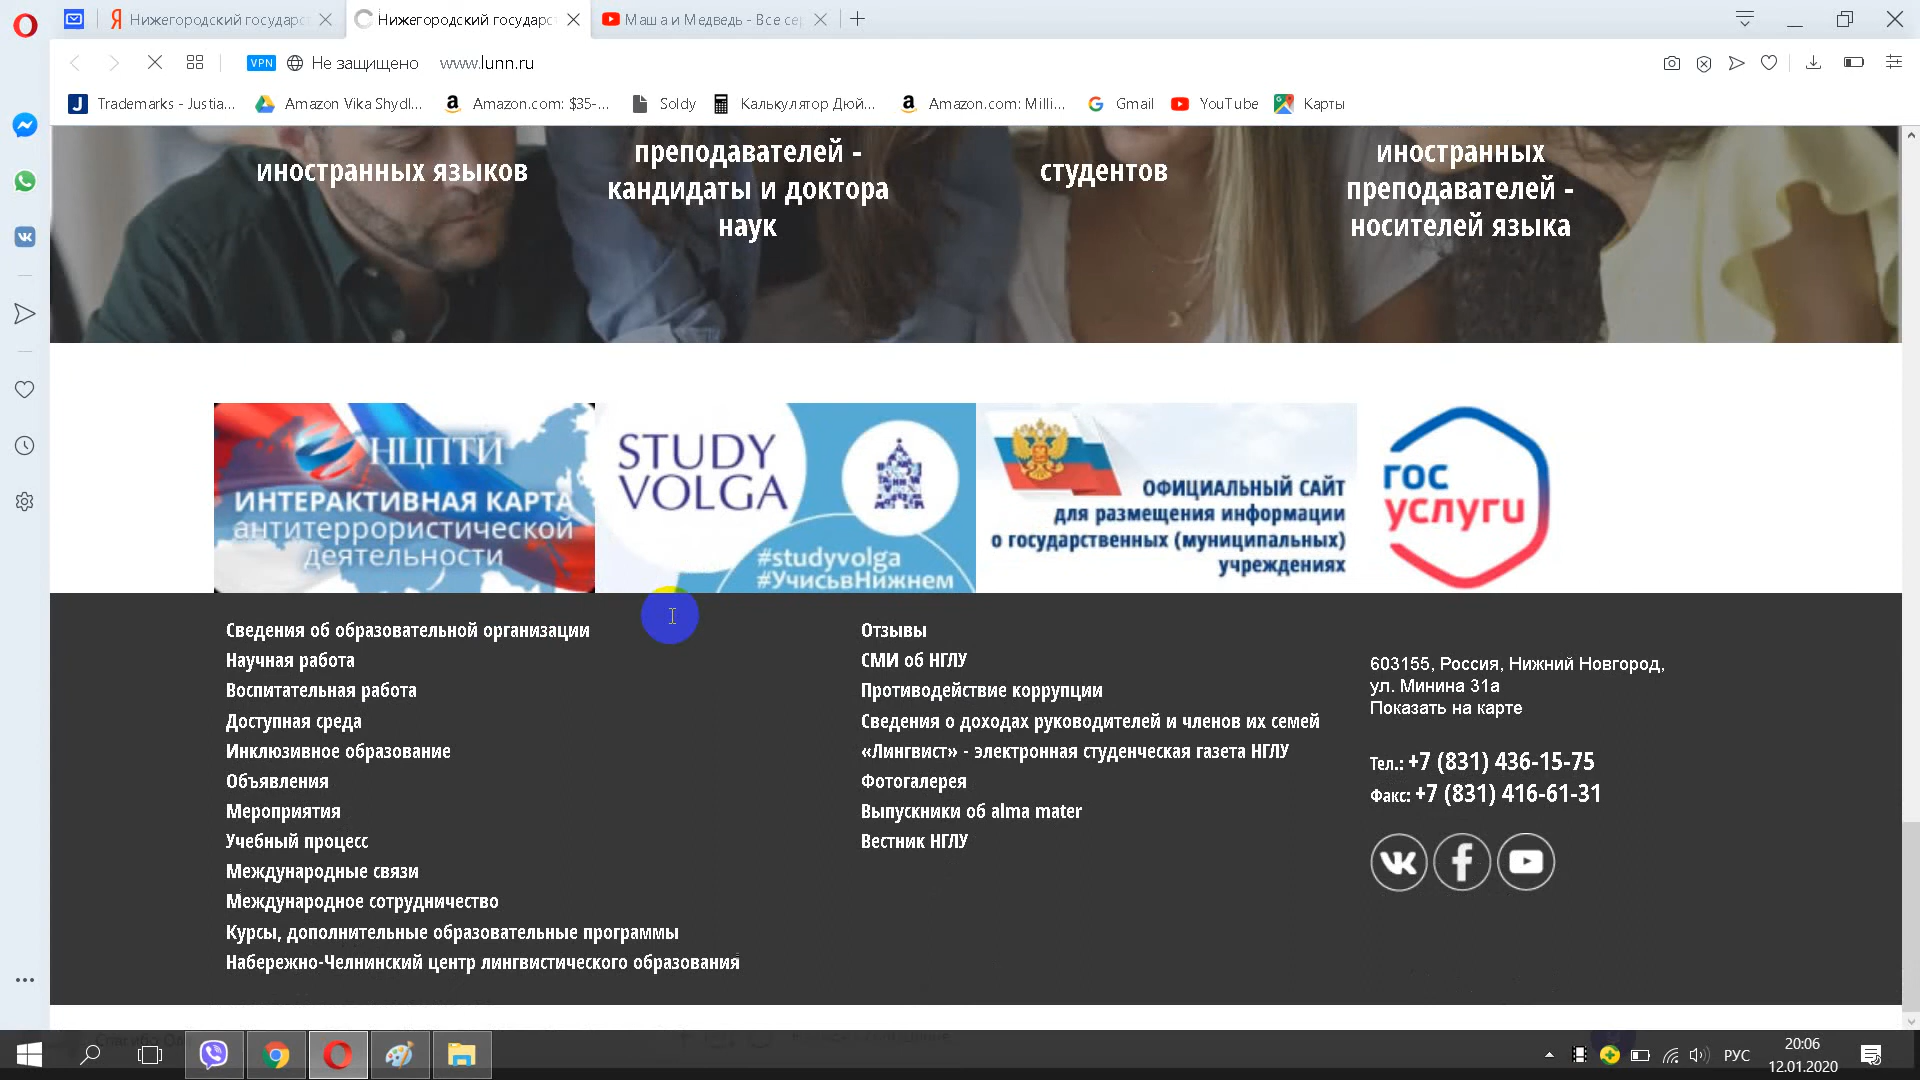 Нижегородский государс
Нижегородский государс
Маша и Медведь - Все се
VPN
Не защищено
www.lunn.ru
Trademarks - Justia...
Amazon Vika Shydl...
Amazon.com: $35-...
Soldy
Калькулятор Дюй...
Amazon.com: Milli...
Gmail
YouTube
Карты
иностранных языков
преподавателей -
кандидаты и доктора
наук
студентов
иностранных
преподавателей -
носителей языка
НЦПТИ
ИНТЕРАКТИВНАЯ КАРТА
антитеррористической
деятельности
STUDY
VOLGA
#studyvolga
#УчисьвНижнем
ОФИЦИАЛЬНЫЙ САЙТ
для размещения информации
о государственных (муниципальных)
учреждениях
гос
услуги
Сведения об образовательной организации
Научная работа
Воспитательная работа
Доступная среда
Инклюзивное образование
Объявления
Мероприятия
Учебный процесс
Международные связи
Международное сотрудничество
Курсы, дополнительные образовательные программы
Набережно-Челнинский центр лингвистического образования
Отзывы
СМИ об НГЛУ
Противодействие коррупции
Сведения о доходах руководителей и членов их семей
«Лингвист» - электронная студенческая газета НГЛУ
Фотогалерея
Выпускники об alma mater
Вестник НГЛУ
603155, Россия, Нижний Новгород,
ул. Минина 31а
Показать на карте
Тел.: +7 (831) 436-15-75
Факс: +7 (831) 416-61-31
РУС
20:06
12.01.2020